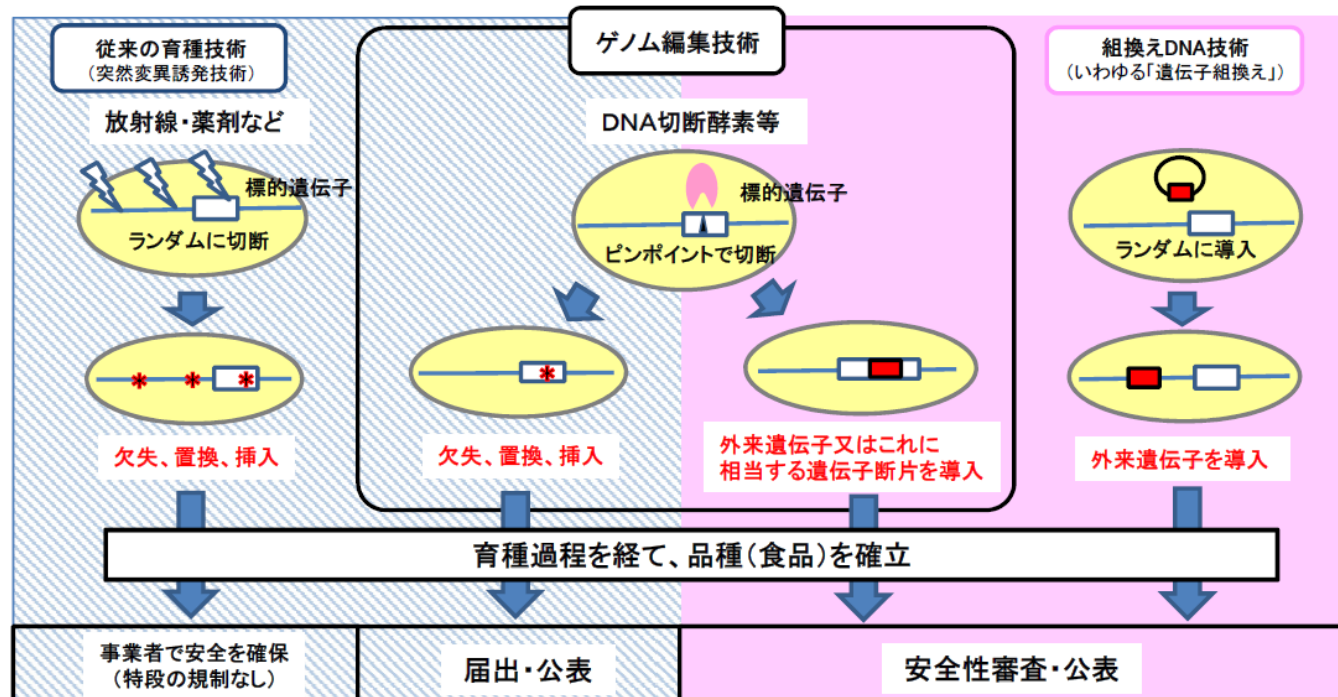 ゲノム編集技術
従来の育種技術
（突然変異誘発技術）
組換えDNA技術
（いわゆる「遺伝子組換え」）
放射線・薬剤など
標的遺伝子
ランダムに切断
欠失、置換、挿入
DNA切断酵素等
標的遺伝子
ピンポイントで切断
欠失、置換、挿入
外来遺伝子又はこれに
相当する遺伝子断片を導入
ランダムに導入
外来遺伝子を導入
育種過程を経て、品種（食品）を確立
事業者で安全を確保
（特段の規制なし）
届出・公表
安全性審査・公表